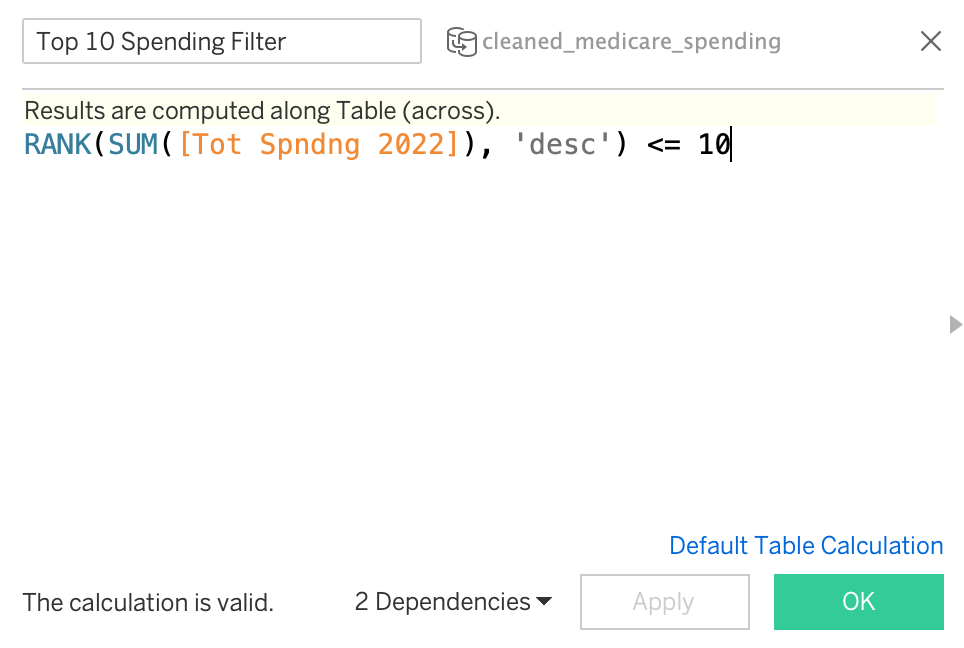 Top 10 Spending Filter
cleaned_medicare_spending
Results are computed along Table (across).
RANK(SUM([Tot Spndng 2022]), 'desc') <= 10
Default Table Calculation
The calculation is valid.
2 Dependencies
Apply
OK